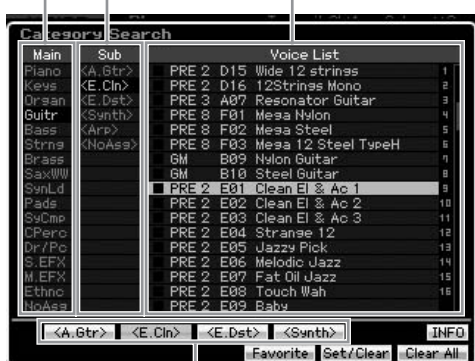 Category Search
Main Sub Voice List
Piano <A.Gtr> PRE 2 D15 Wide 12 strings 1
Keys <E.Cln> PRE 2 D16 12Strings Mono 2
Organ <E.Dst> PRE 3 A07 Resonator Guitar 3
Guitr <Synth> PRE 8 F01 Mega Nylon 4
Bass <Arp> PRE 8 F02 Mega Steel 5
Strng <NoAsg> PRE 8 F03 Mega 12 Steel TypeH 6
Brass GM B09 Nylon Guitar 7
SaxWW GM B10 Steel Guitar 8
SynLd PRE 2 E01 Clean El & Ac 1 9
Pads PRE 2 E02 Clean El & Ac 2 10
SyCmp PRE 2 E03 Clean El & Ac 3 11
CPerc PRE 2 E04 Strange 12 12
Dr/Pc PRE 2 E05 Jazzy Pick 13
S.EFX PRE 2 E06 Melodic Jazz 14
M.EFX PRE 2 E07 Fat Oil Jazz 15
Ethnc PRE 2 E08 Touch Wah 16
NoAsg PRE 2 E09 Baby
<A.Gtr> <E.Cln> <E.Dst> <Synth> INFO
Favorite Set/Clear Clear All